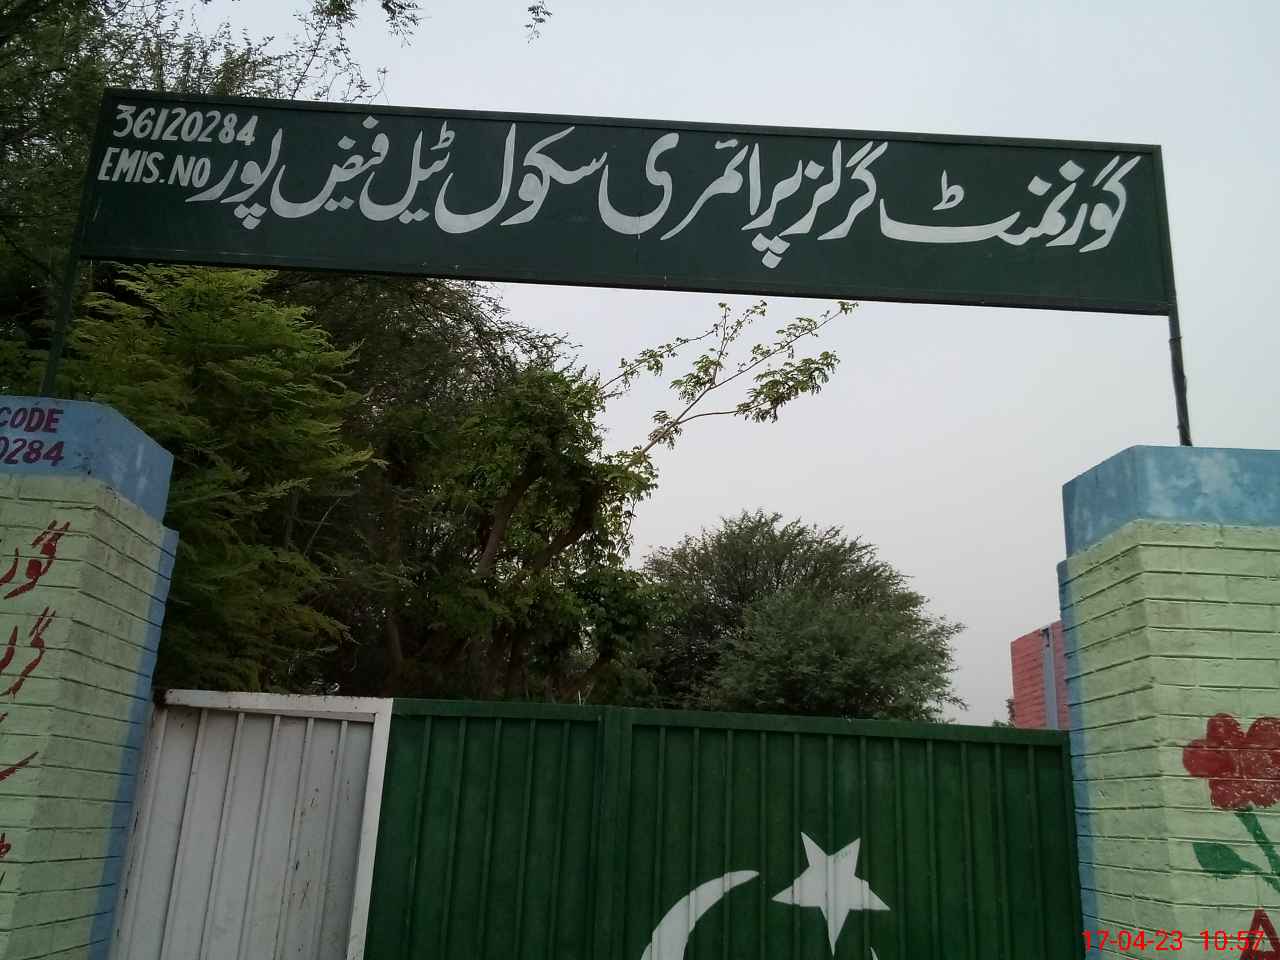 36120284
EMIS.NO
گورنمنٹ گرلز پرائمری سکول ٹیل فیض پور
CODE
0284
17-04-23 10:57